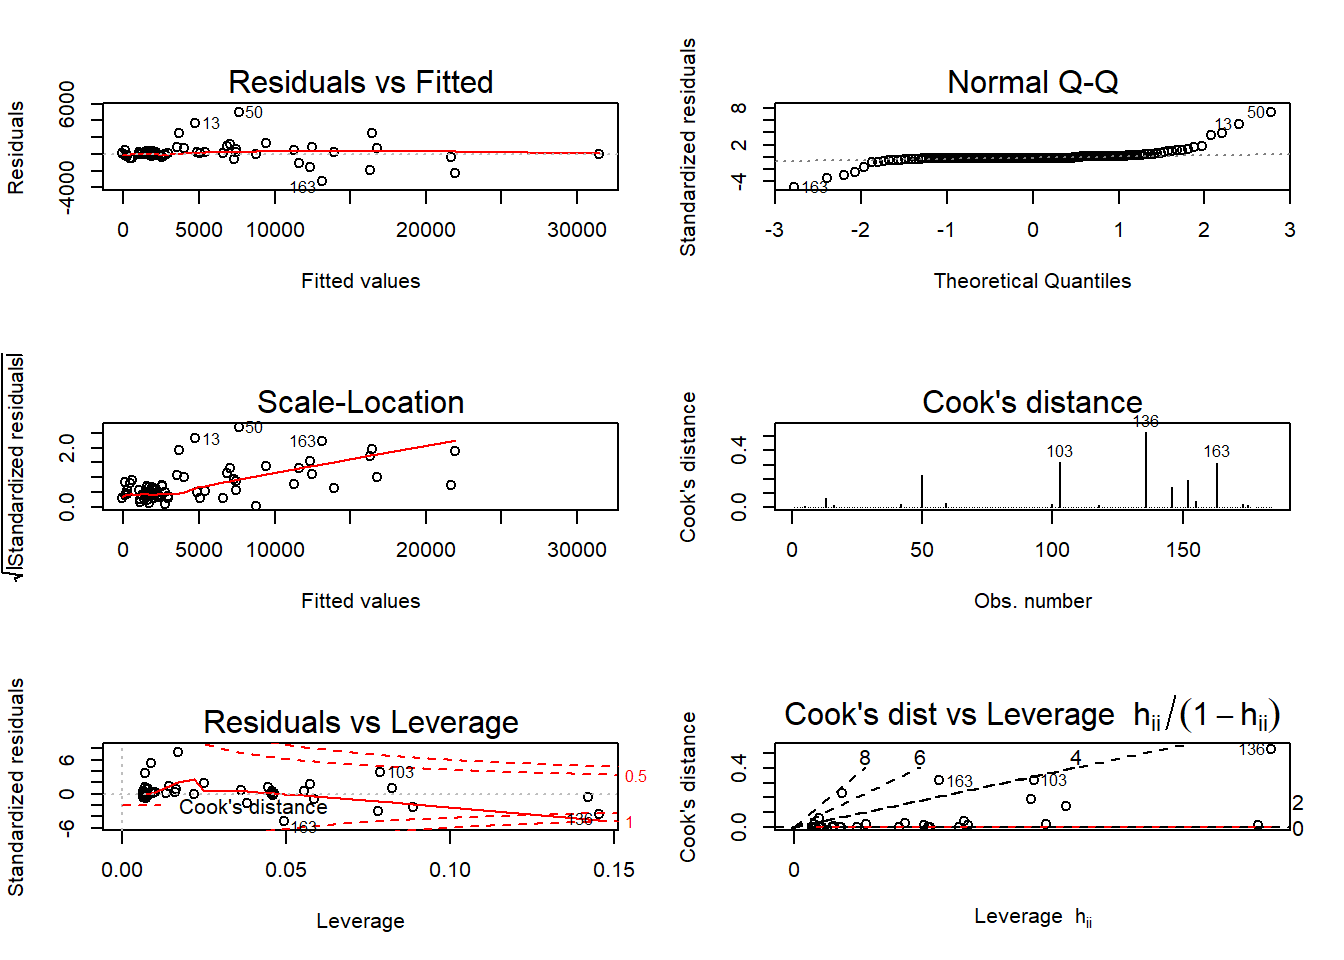 Residuals vs Fitted
Residuals
6000
-4000
13
50
163
0 5000 10000 20000 30000
Fitted values
Normal Q-Q
Standardized residuals
8
2
-4
50
13
163
-3 -2 -1 0 1 2 3
Theoretical Quantiles
Scale-Location
√|Standardized residuals|
2.0
0.0
13
50
163
0 5000 10000 20000 30000
Fitted values
Cook's distance
Cook's distance
0.4
0.0
136
103
163
0 50 100 150
Obs. number
Residuals vs Leverage
Standardized residuals
6
0
-6
103
0.5
Cook's distance
163
136
1
0.00 0.05 0.10 0.15
Leverage
Cook's dist vs Leverage hii/(1 − hii)
Cook's distance
0.4
0.0
8 6 4
136
163
103
2
0
0
Leverage hii